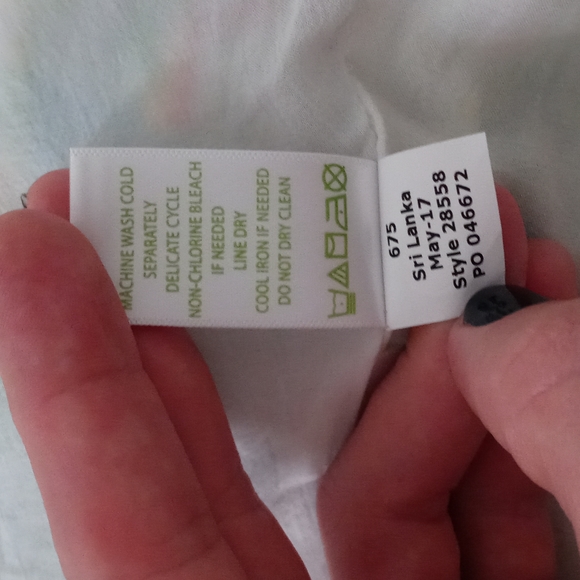 MACHINE WASH COLD
SEPARATELY
DELICATE CYCLE
NON-CHLORINE BLEACH
IF NEEDED
LINE DRY
COOL IRON IF NEEDED
DO NOT DRY CLEAN
675
Sri Lanka
May-17
Style 28558
PO 046672